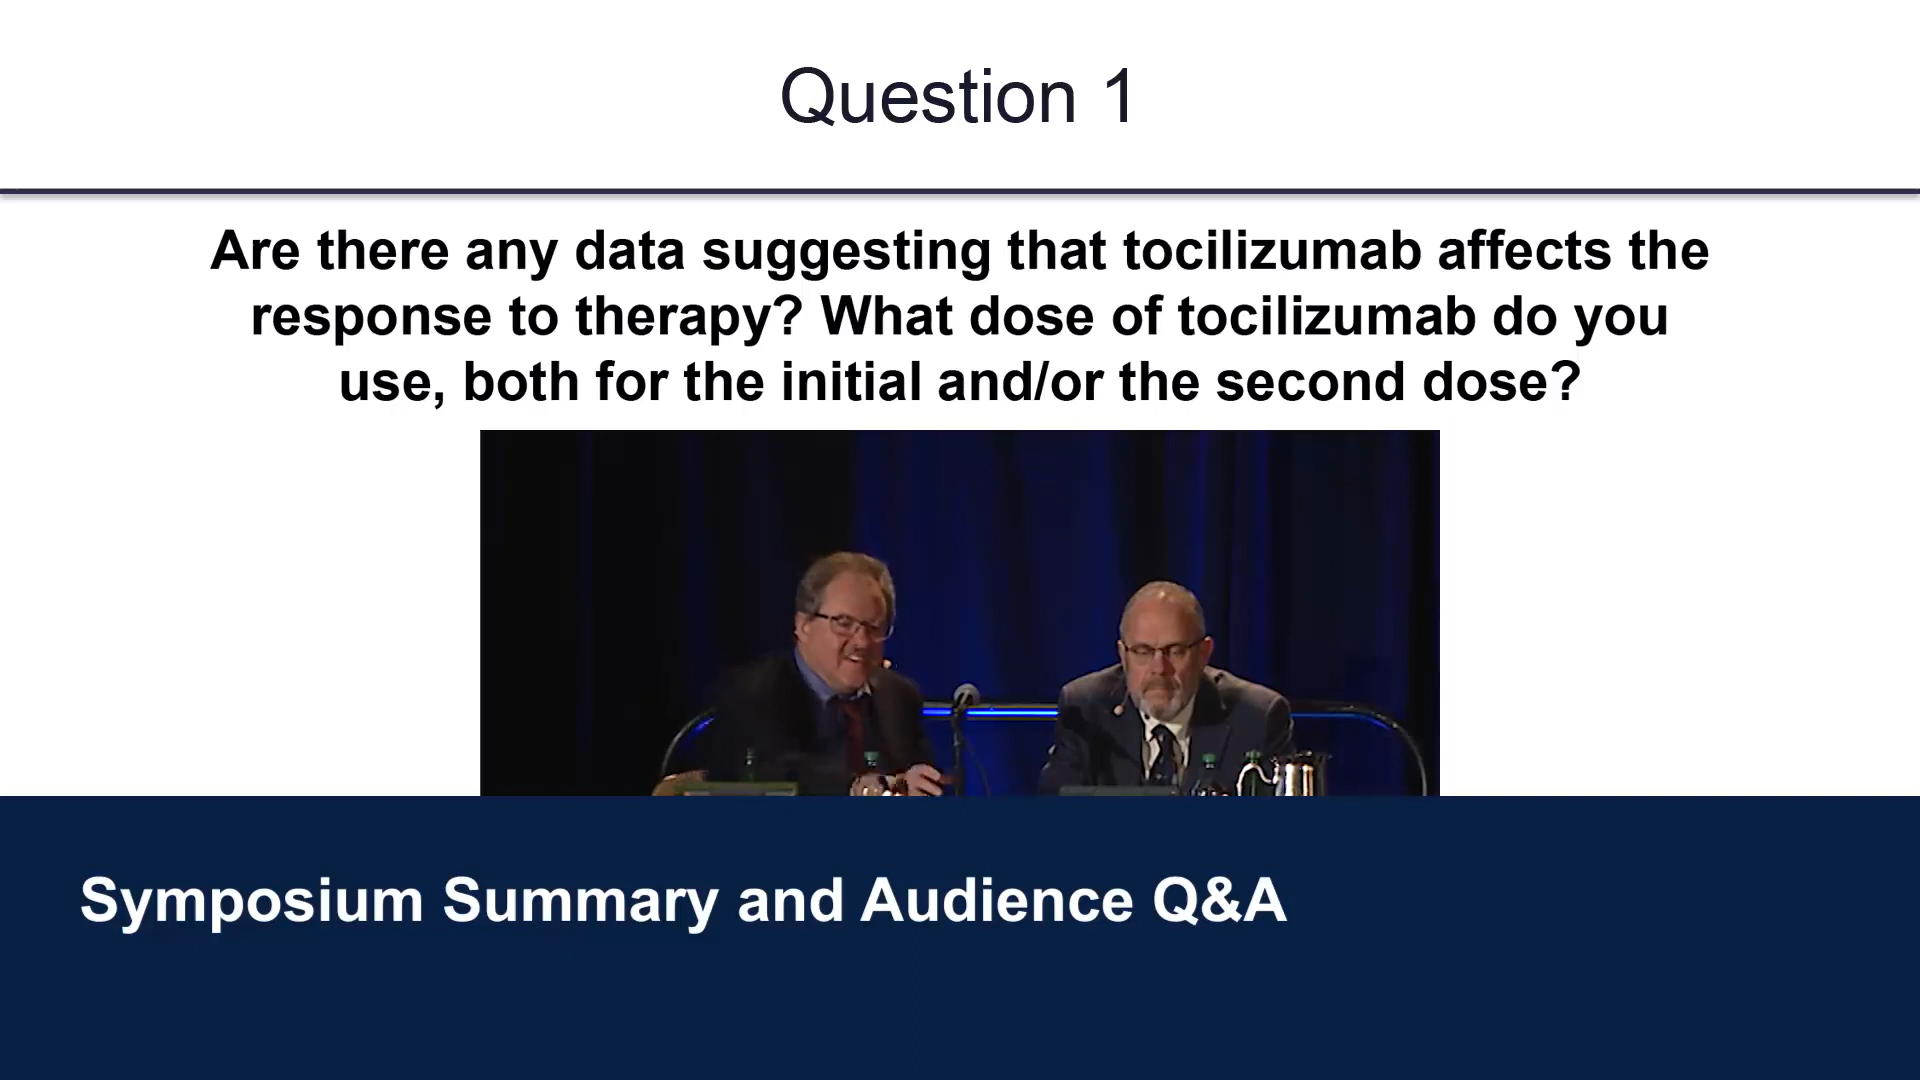 Question 1
Are there any data suggesting that tocilizumab affects the
response to therapy? What dose of tocilizumab do you
use, both for the initial and/or the second dose?
Symposium Summary and Audience Q&A